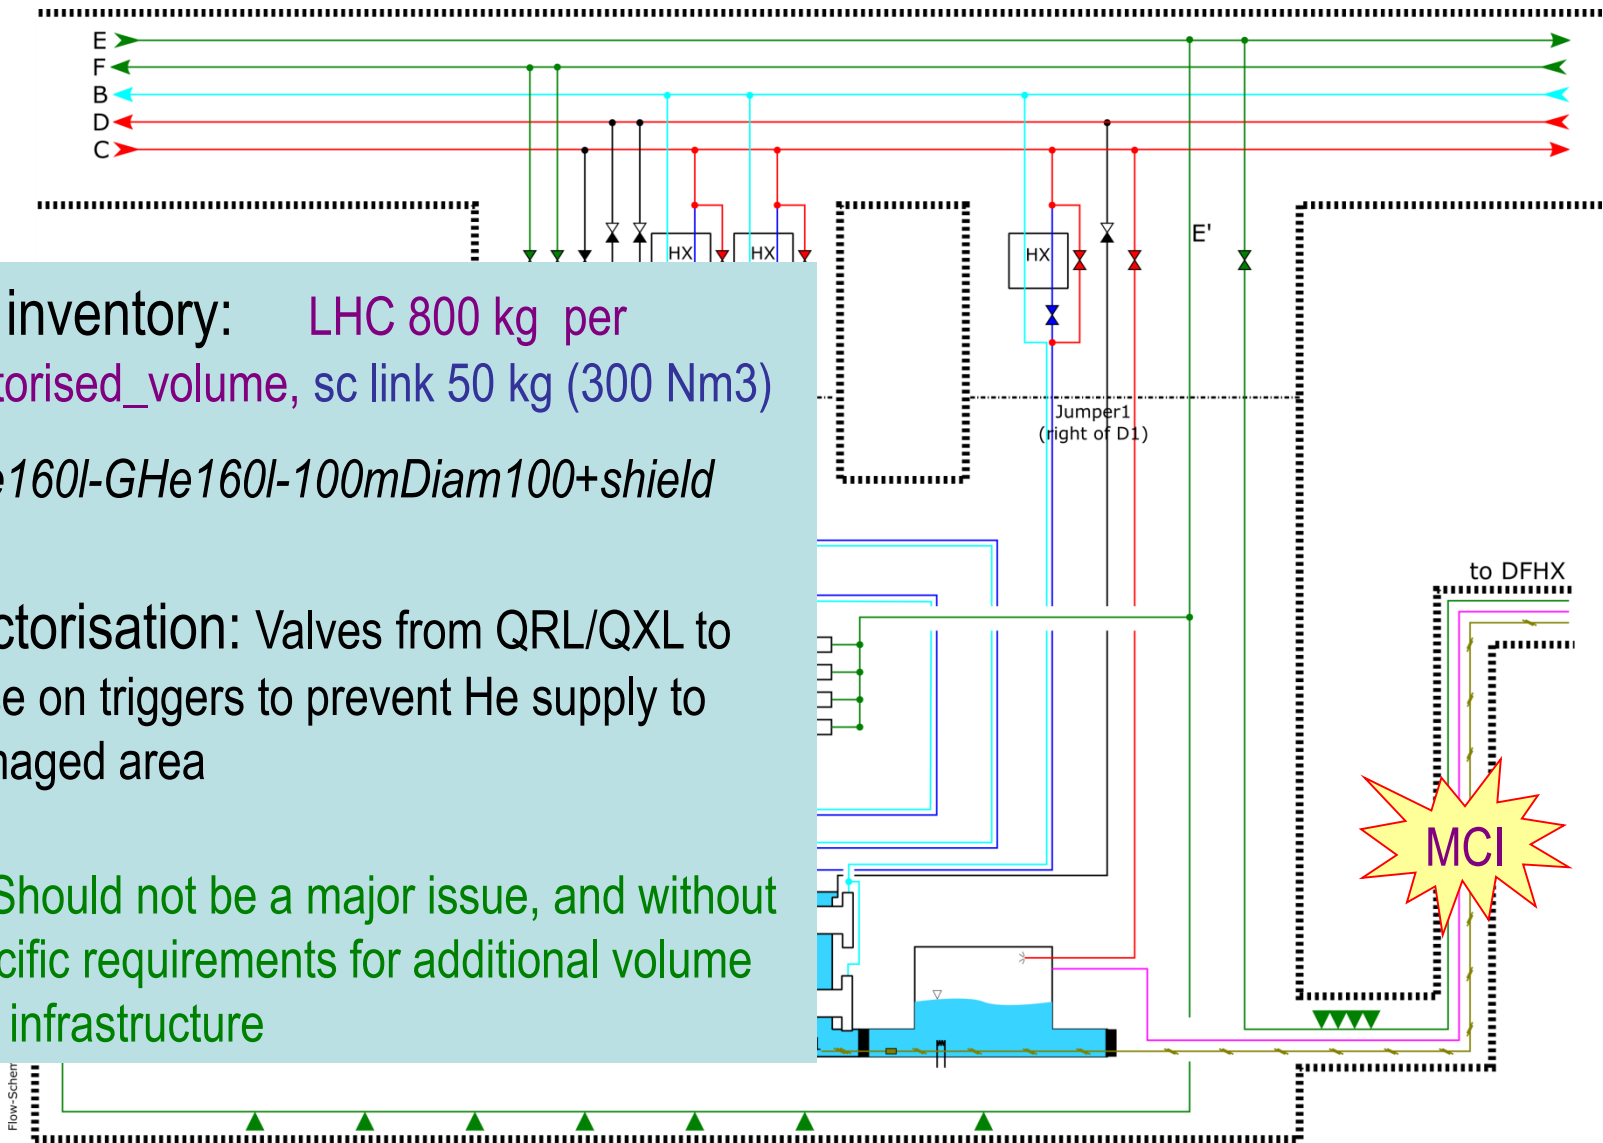 E
F
B
D
C
E'
HX HX HX
inventory: LHC 800 kg per
torised_volume, sc link 50 kg (300 Nm3)
e160l-GHe160l-100mDiam100+shield
Jumper1
(right of D1)
to DFHX
ctorisation: Valves from QRL/QXL to
e on triggers to prevent He supply to
naged area
MCI
Should not be a major issue, and without
cific requirements for additional volume
infrastructure
Flow-Schem